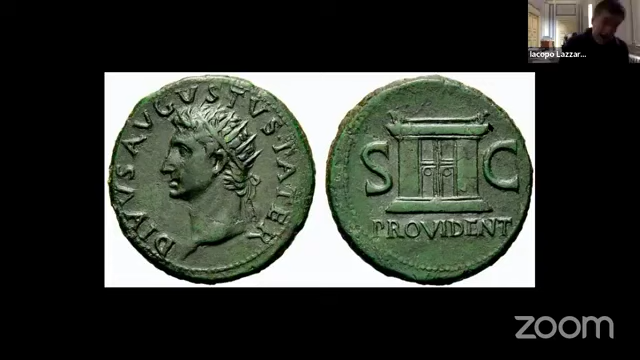 Iacopo Lazzar...
DIVVS AVGVSTVS·PATER
S C
PROVIDENT
zoom